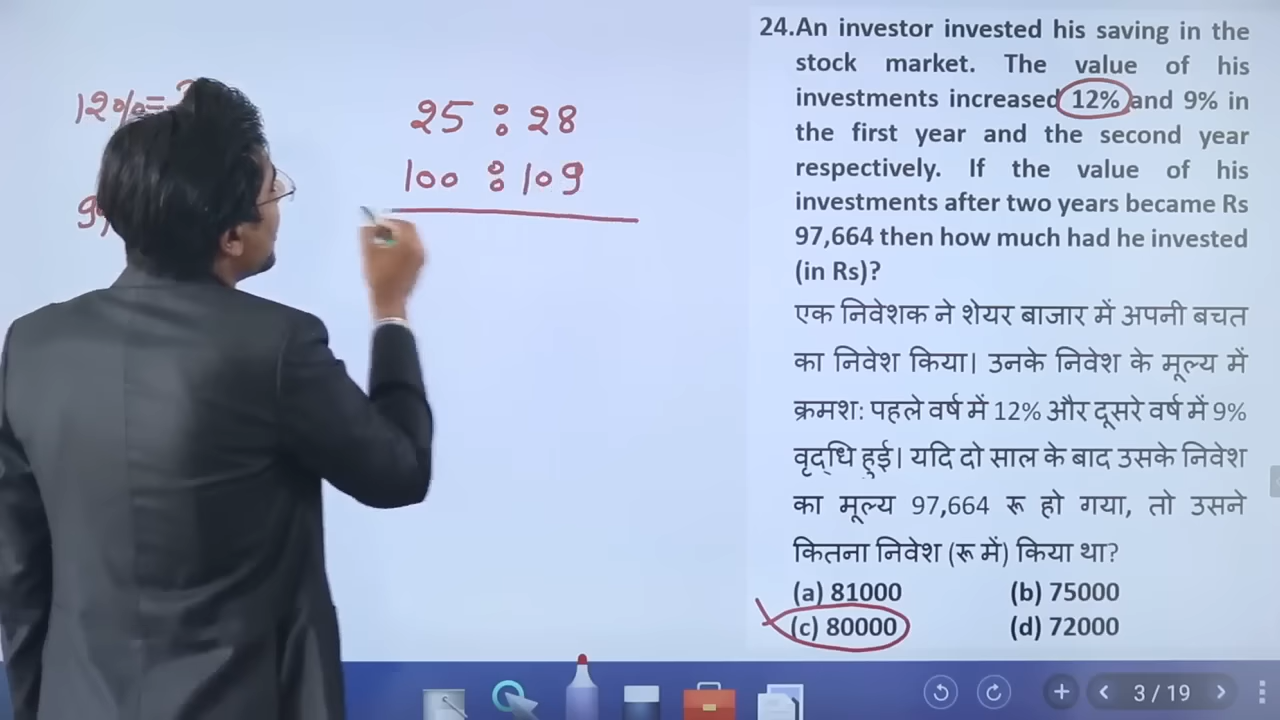 12%=
9%
25 : 28
100 : 109
24.An investor invested his saving in the
stock market. The value of his
investments increased 12% and 9% in
the first year and the second year
respectively. If the value of his
investments after two years became Rs
97,664 then how much had he invested
(in Rs)?
एक निवेशक ने शेयर बाजार में अपनी बचत
का निवेश किया। उनके निवेश के मूल्य में
क्रमश: पहले वर्ष में 12% और दूसरे वर्ष में 9%
वृद्धि हुई। यदि दो साल के बाद उसके निवेश
का मूल्य 97,664 रू हो गया, तो उसने
कितना निवेश (रू में) किया था?
(a) 81000 (b) 75000
(c) 80000 (d) 72000
3 / 19